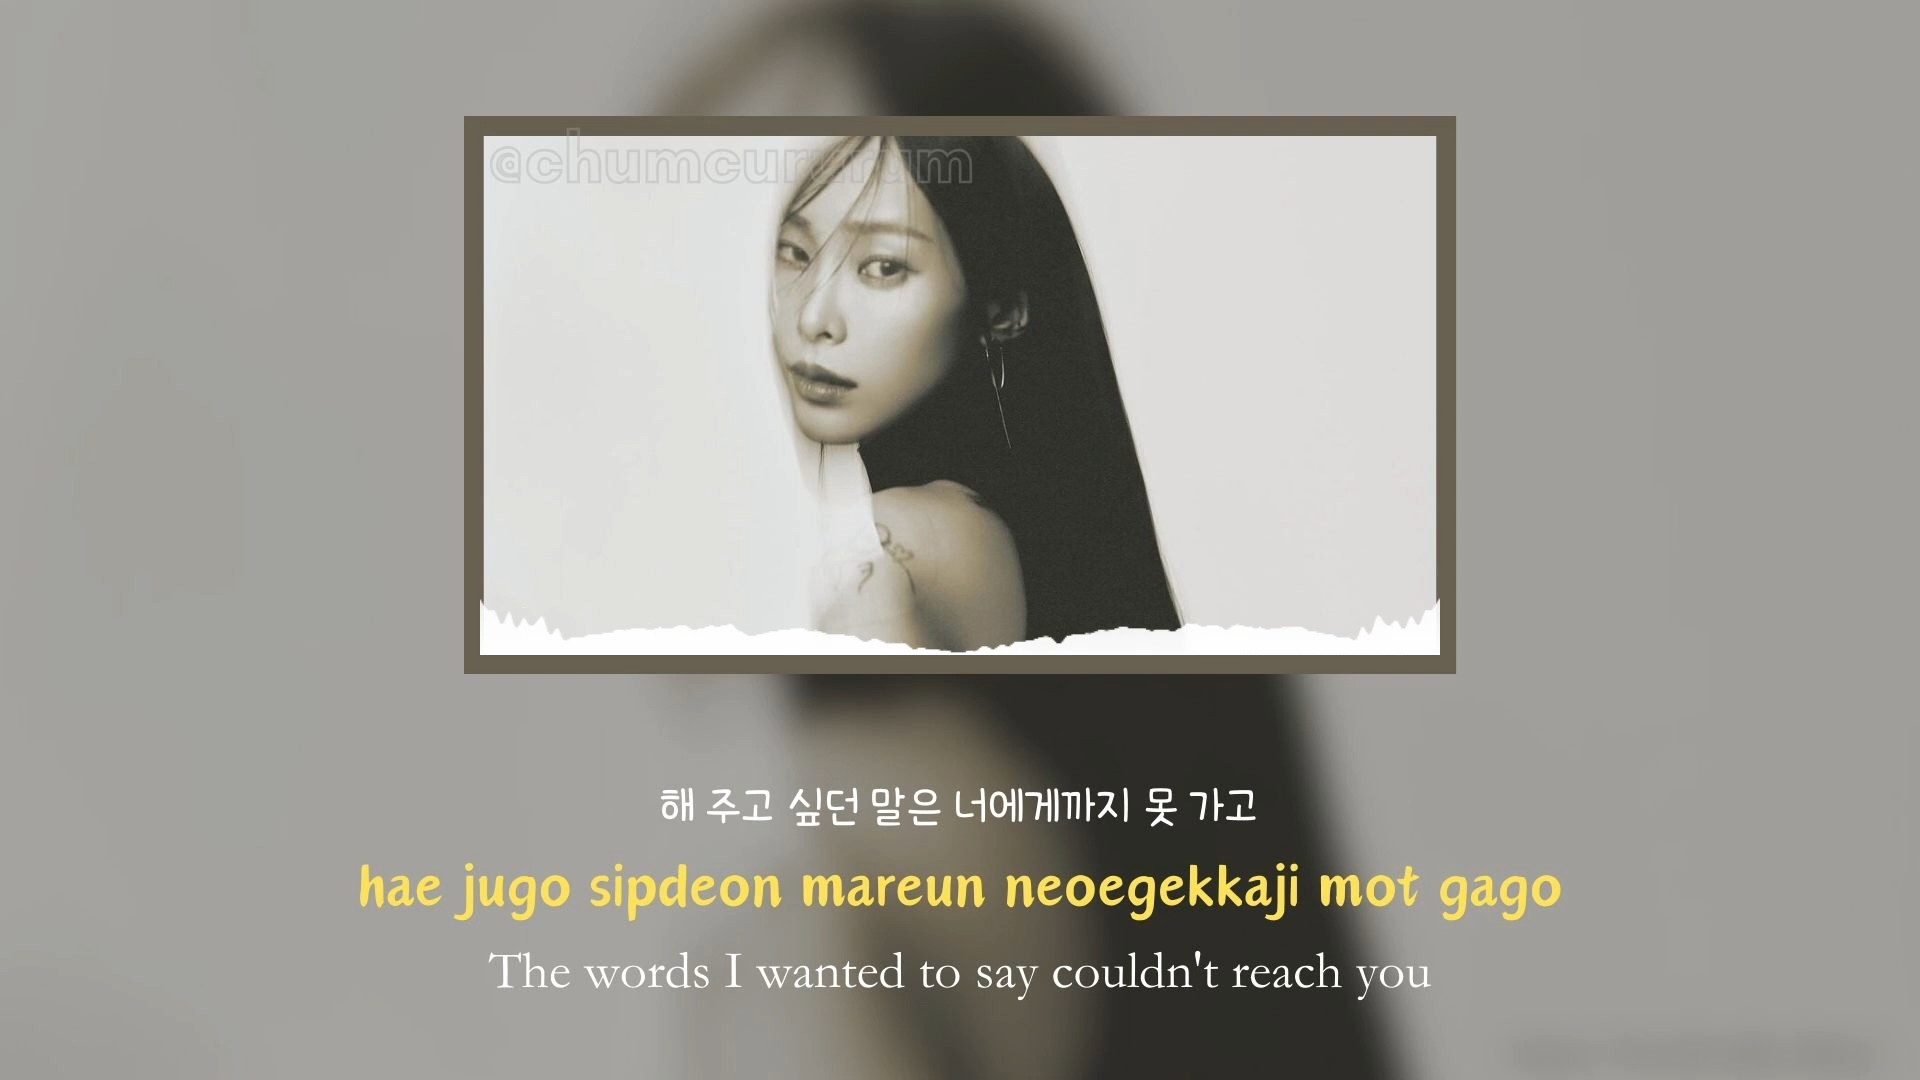 해 주고 싶던 말은 너에게까지 못 가고
hae jugo sipdeon mareun neoegekkaji mot gago
The words I wanted to say couldn't reach you